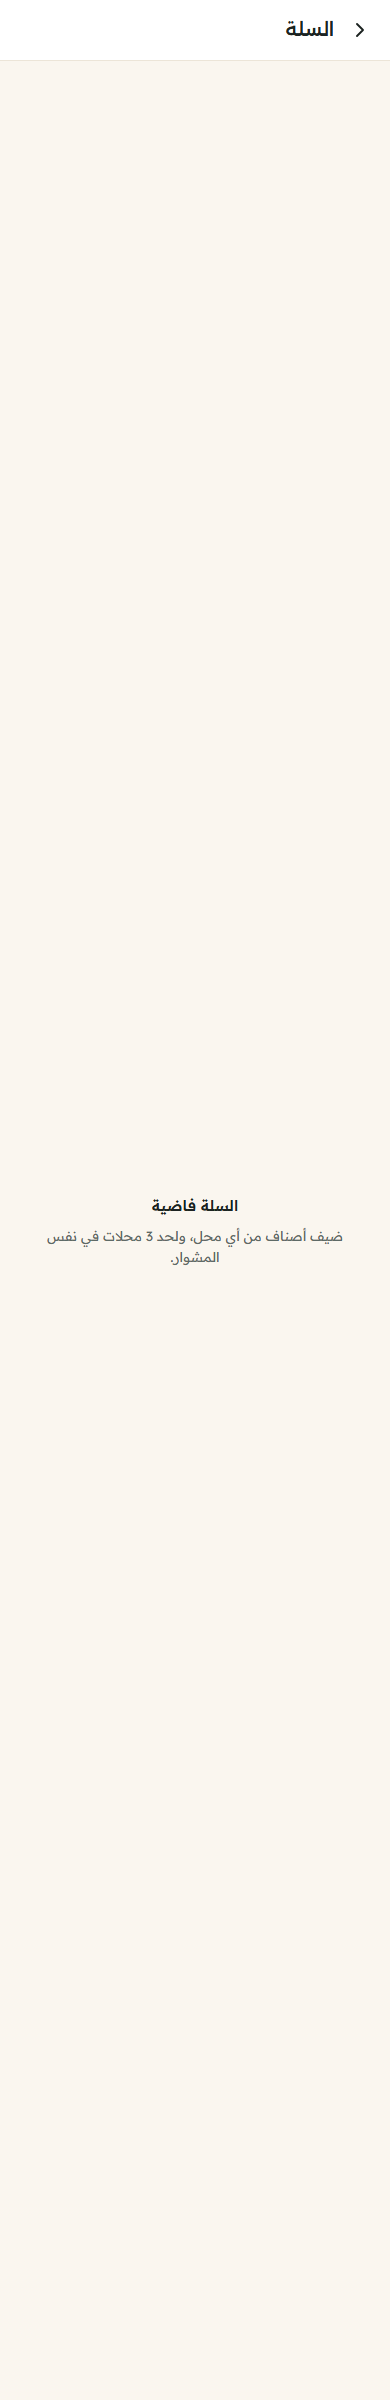 السلة
السلة فاضية
ضيف أصناف من أي محل، ولحد 3 محلات في نفس
المشوار.